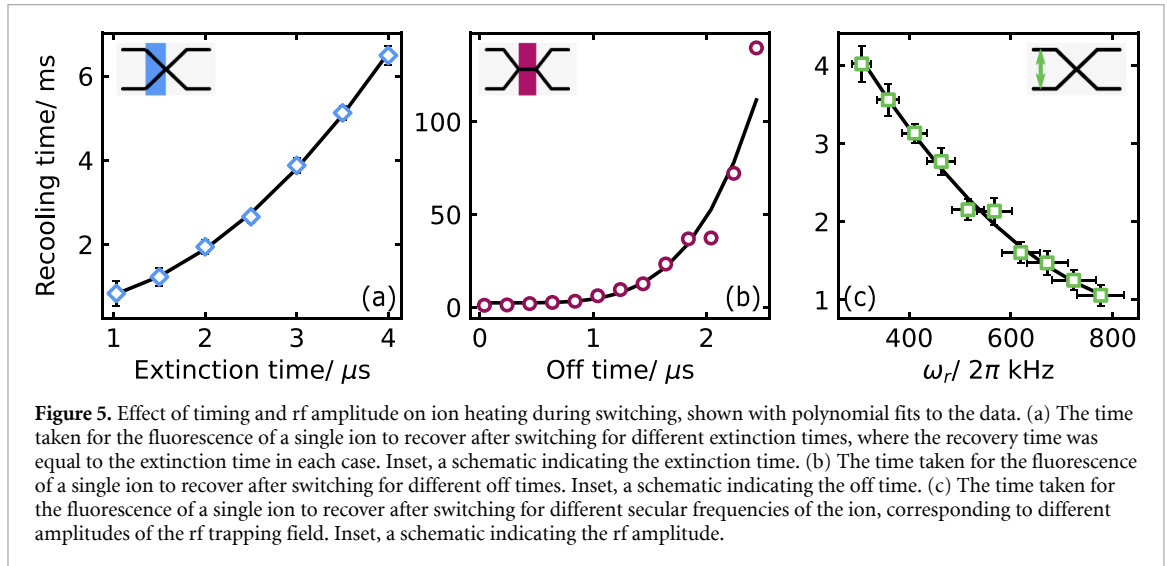 Recooling time/ ms
6
4
2
1
2
3
4
Extinction time/ μs
(a)
100
50
0
0
1
2
Off time/ μs
(b)
4
3
2
1
400
600
800
ωr/ 2π kHz
(c)
Figure 5. Effect of timing and rf amplitude on ion heating during switching, shown with polynomial fits to the data. (a) The time
taken for the fluorescence of a single ion to recover after switching for different extinction times, where the recovery time was
equal to the extinction time in each case. Inset, a schematic indicating the extinction time. (b) The time taken for the fluorescence
of a single ion to recover after switching for different off times. Inset, a schematic indicating the off time. (c) The time taken for
the fluorescence of a single ion to recover after switching for different secular frequencies of the ion, corresponding to different
amplitudes of the rf trapping field. Inset, a schematic indicating the rf amplitude.